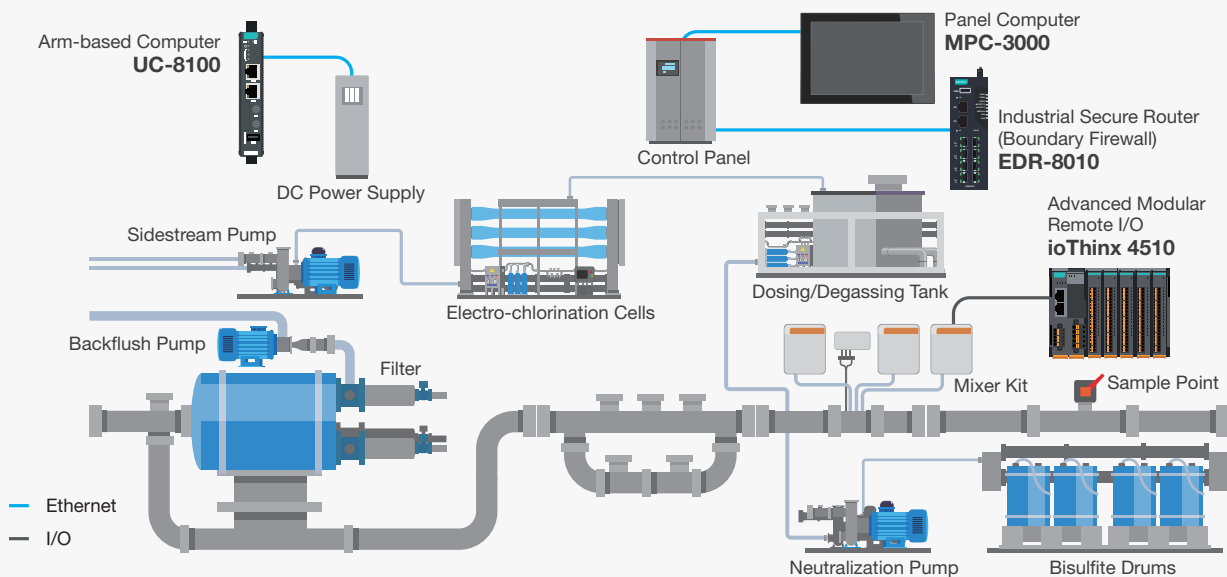 Arm-based Computer
UC-8100
DC Power Supply
Control Panel
Panel Computer
MPC-3000
Industrial Secure Router
(Boundary Firewall)
EDR-8010
Advanced Modular
Remote I/O
ioThinx 4510
Sidestream Pump
Electro-chlorination Cells
Dosing/Degassing Tank
Backflush Pump
Filter
Mixer Kit
Sample Point
Ethernet
I/O
Neutralization Pump
Bisulfite Drums